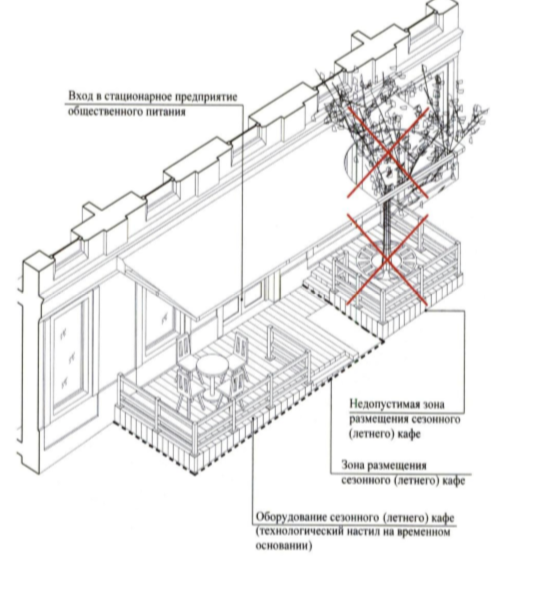 Вход в стационарное предприятие
общественного питания
Недопустимая зона
размещения сезонного
(летнего) кафе
Зона размещения
сезонного (летнего) кафе
Оборудование сезонного (летнего) кафе
(технологический настил на временном
основании)